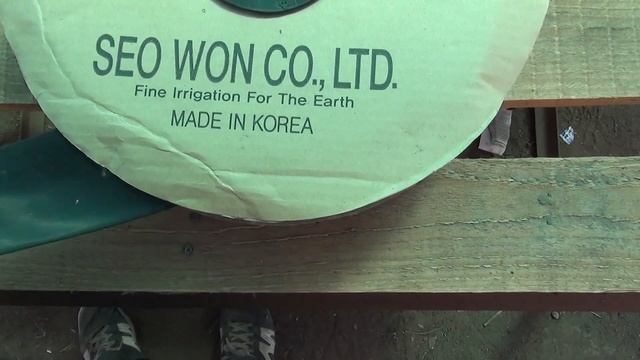 SEO WON CO., LTD.
Fine Irrigation For The Earth
MADE IN KOREA